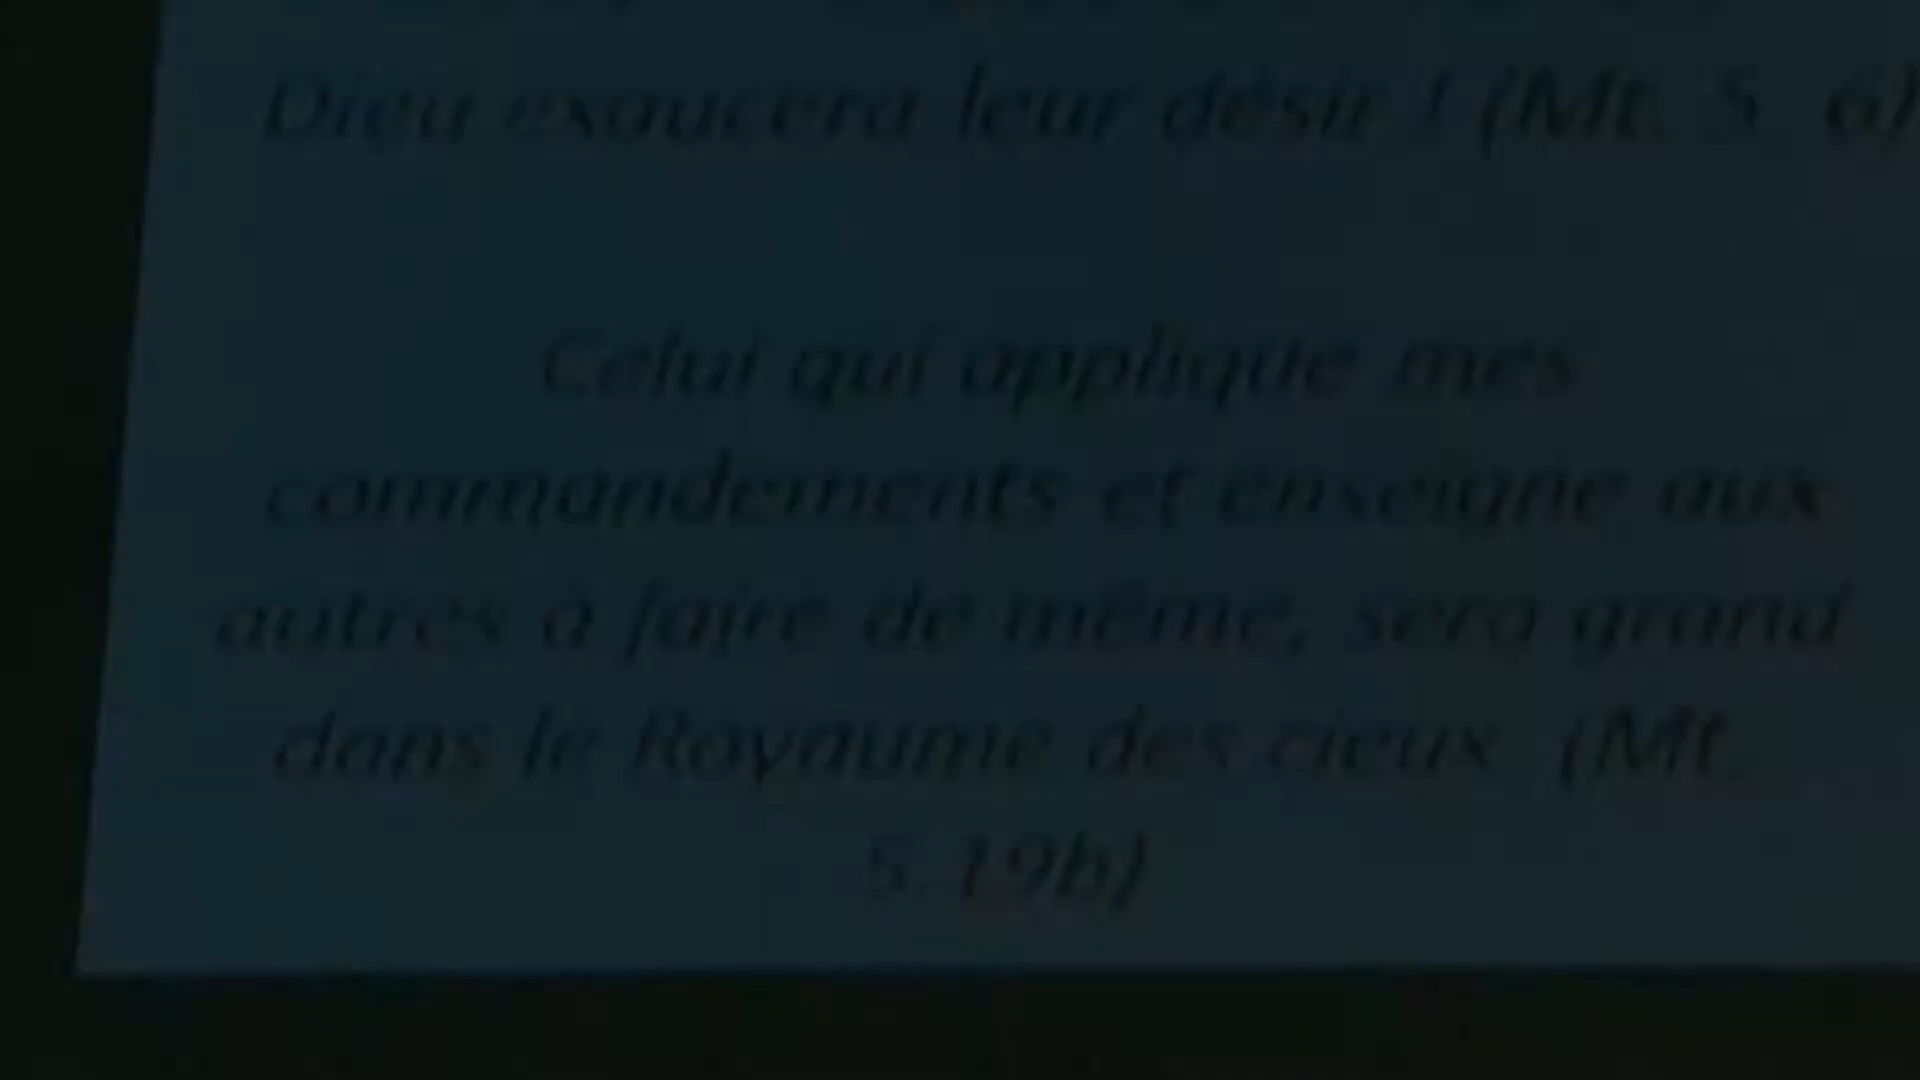 Dieu exaucera leur désir ! (Mt. 5. 6)
Celui qui applique mes
commandements et enseigne aux
autres à faire de même, sera grand
dans le Royaume des cieux. (Mt.
5.19b)